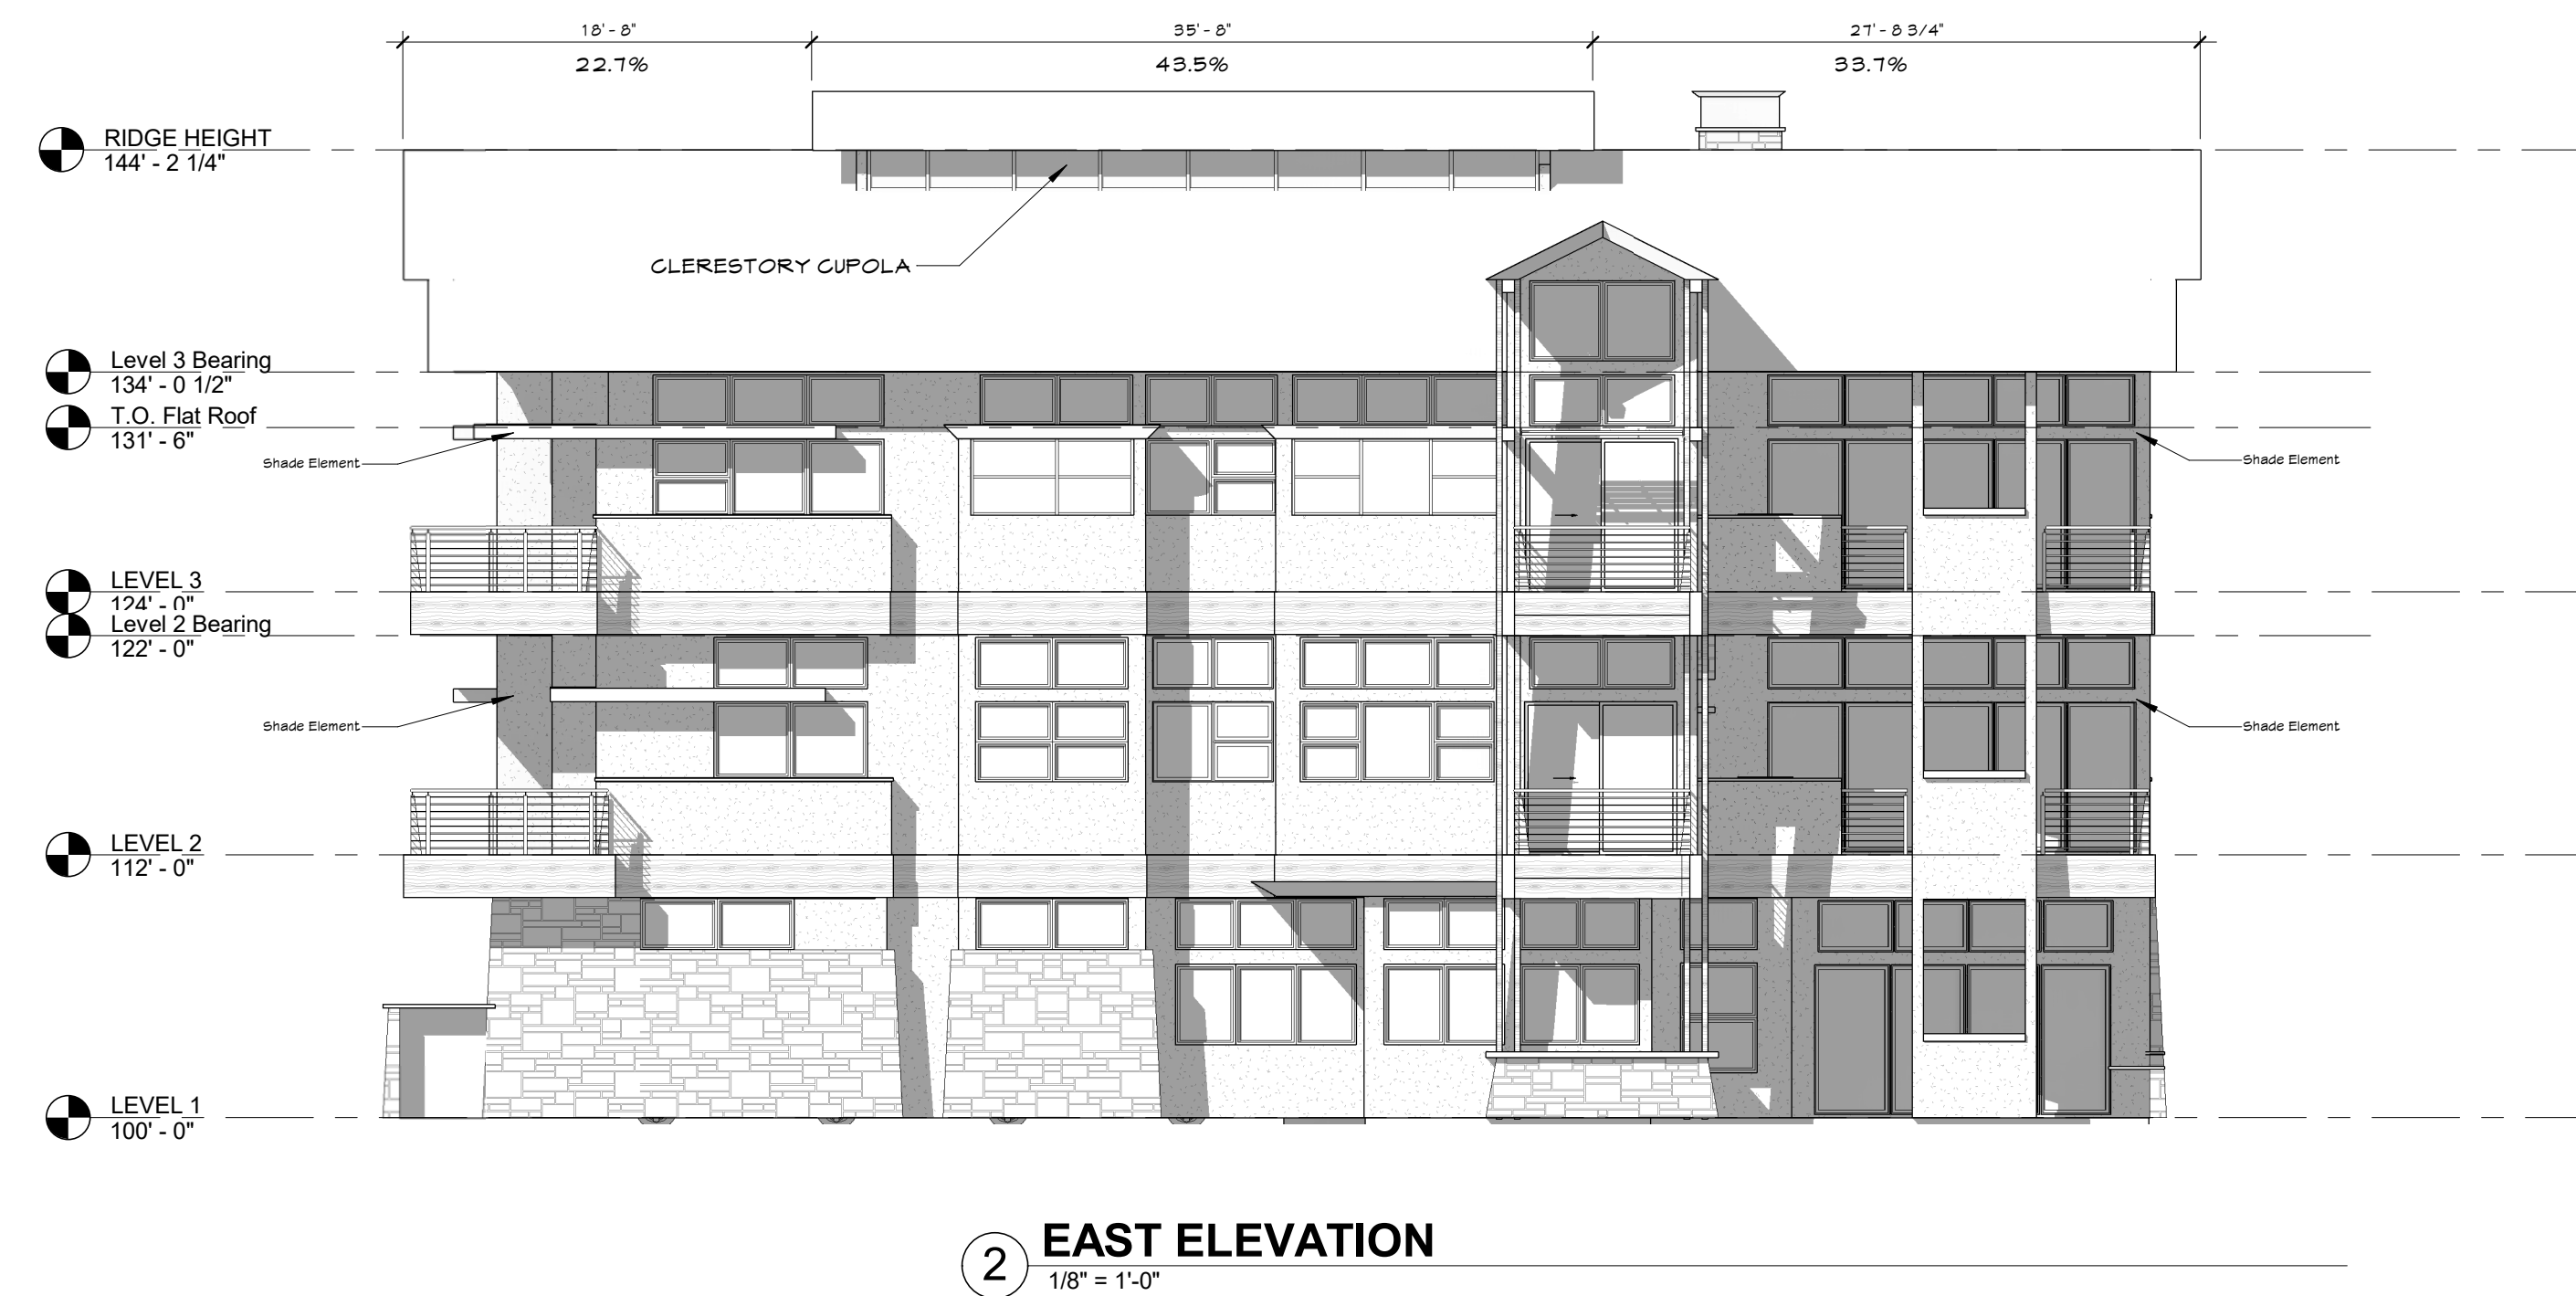 18' - 8"
35' - 8"
27' - 8 3/4"
22.7%
43.5%
33.7%
RIDGE HEIGHT
144' - 2 1/4"
CLERESTORY CUPOLA
Level 3 Bearing
134' - 0 1/2"
T.O. Flat Roof
131' - 6"
Shade Element
Shade Element
LEVEL 3
124' - 0"
Level 2 Bearing
122' - 0"
Shade Element
Shade Element
LEVEL 2
112' - 0"
LEVEL 1
100' - 0"
2 EAST ELEVATION
1/8" = 1'-0"